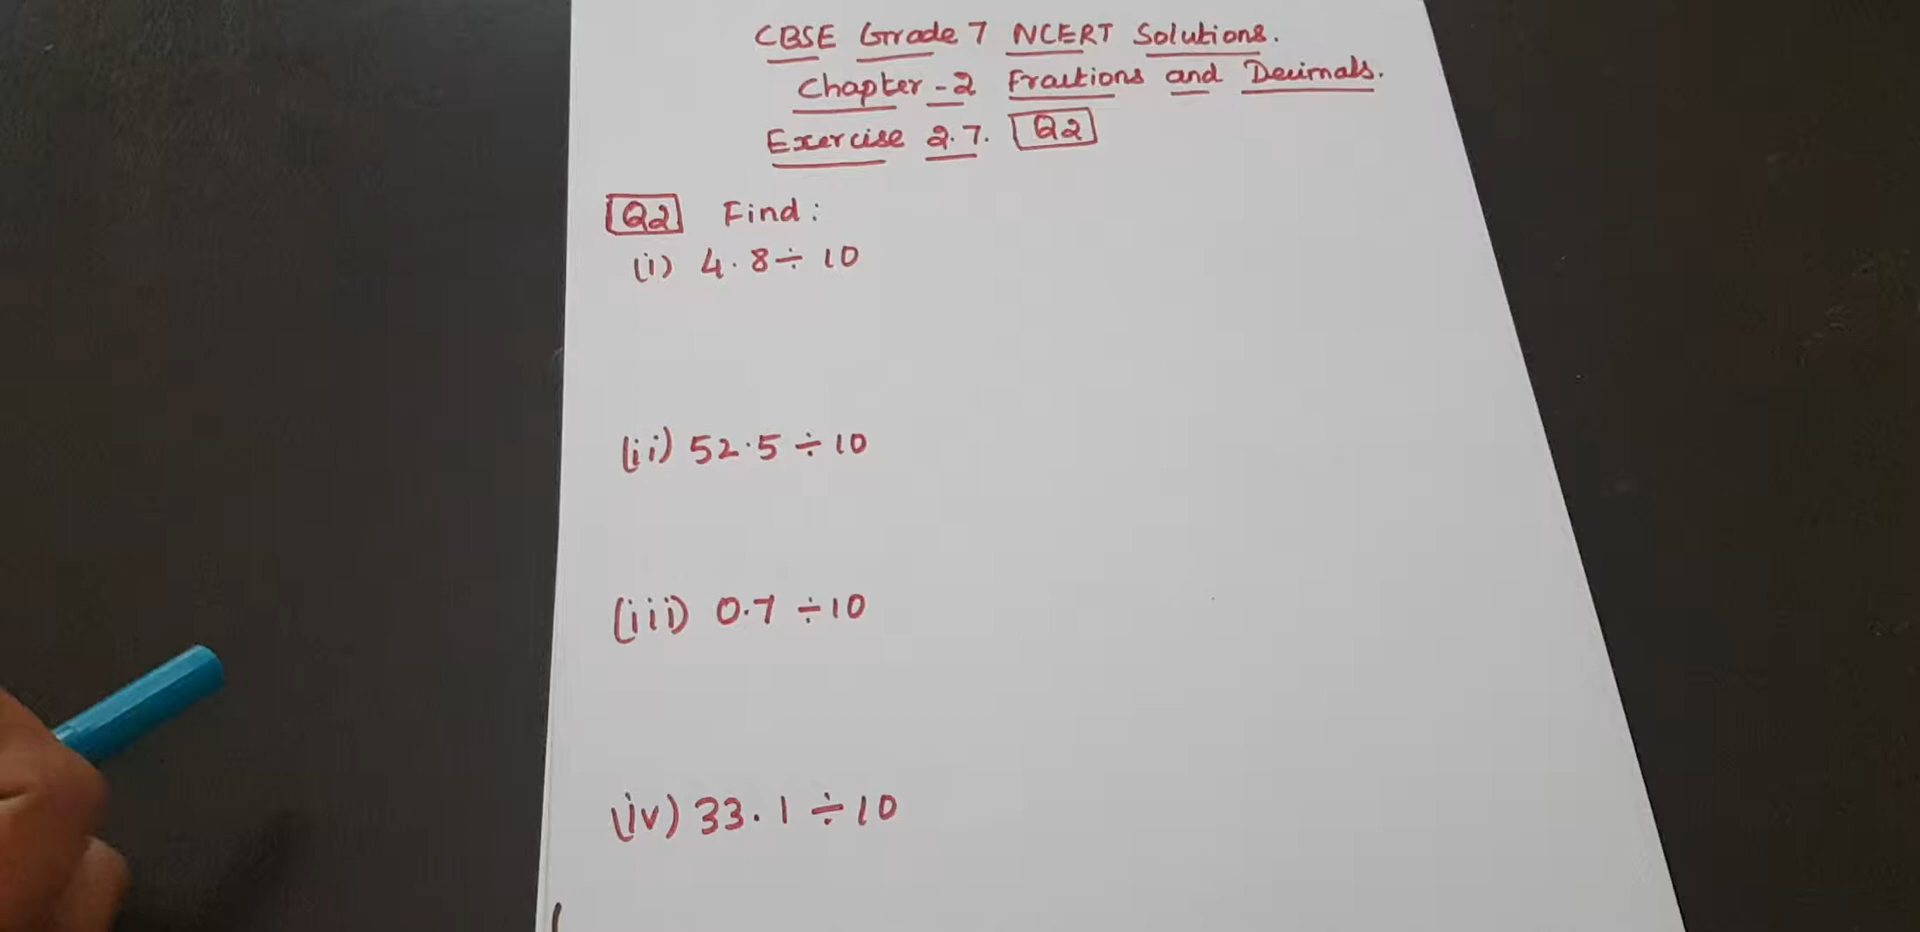 CBSE Grade 7 NCERT Solutions.
Chapter-2 Fractions and Decimals.
Exercise 2.7. Q2
Q2 Find:
(i) 4.8÷10
(ii) 52.5÷10
(iii) 0.7÷10
(iv) 33.1÷10